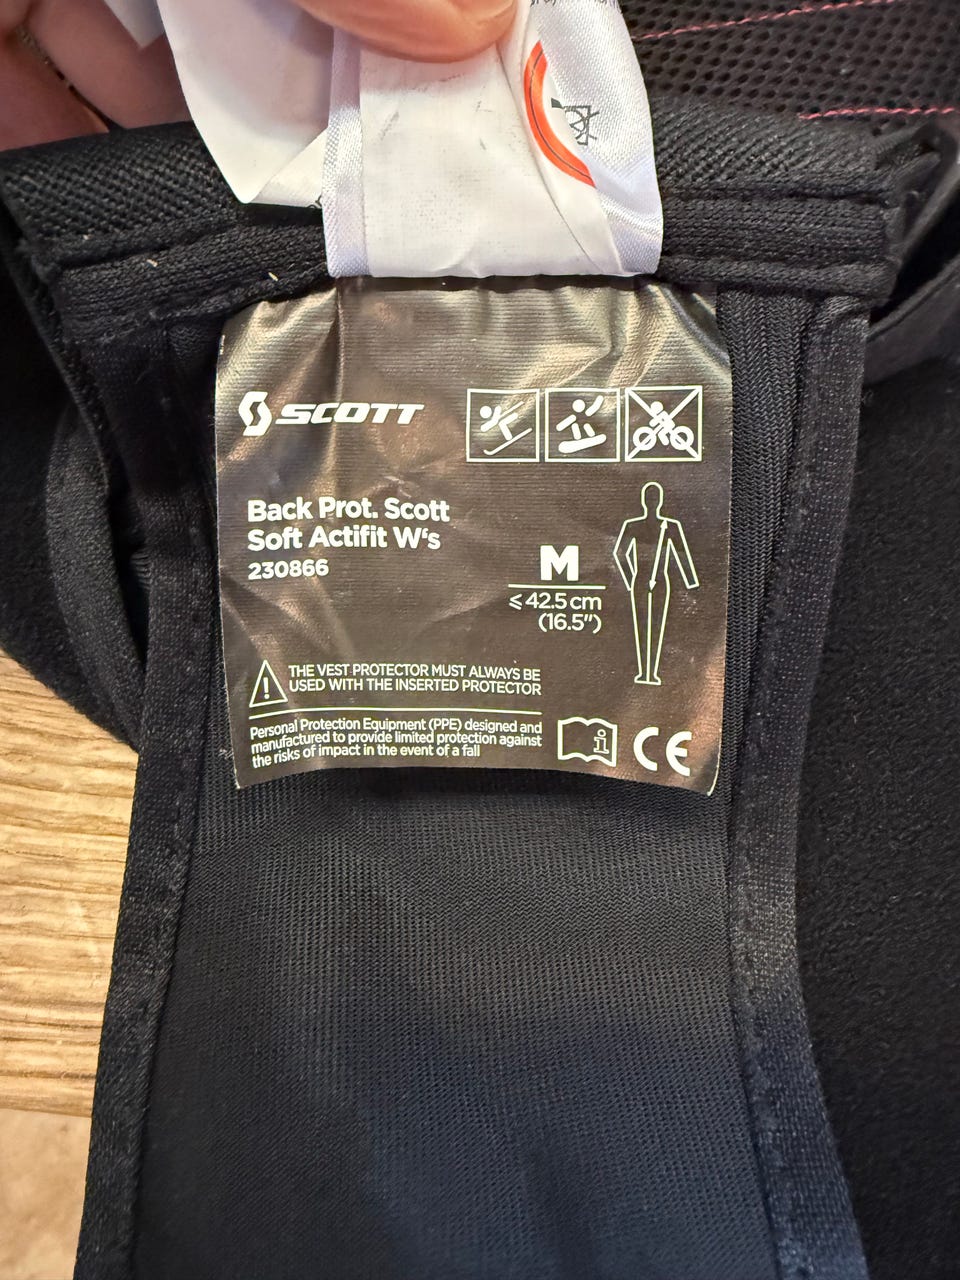 SCOTT
Back Prot. Scott
Soft Actifit W's
230866
M
⩽ 42.5 cm
(16.5")
THE VEST PROTECTOR MUST ALWAYS BE
USED WITH THE INSERTED PROTECTOR
Personal Protection Equipment (PPE) designed and
manufactured to provide limited protection against
the risks of impact in the event of a fall
i
CE